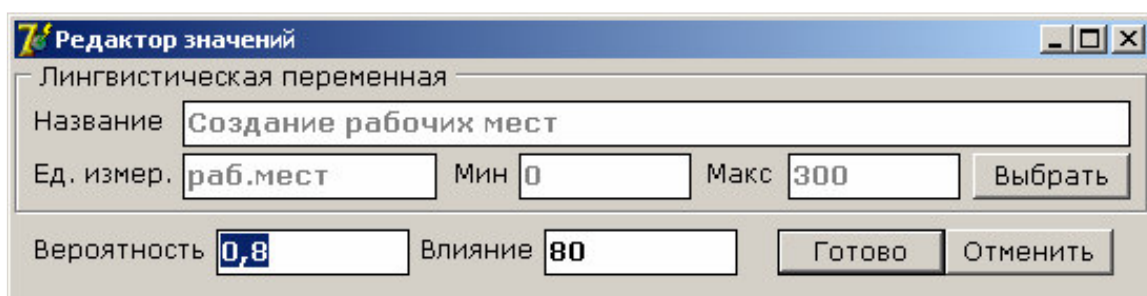 Редактор значений
Лингвистическая переменная
Название Создание рабочих мест
Ед. измер. раб.мест Мин 0 Макс 300 Выбрать
Вероятность 0,8 Влияние 80 Готово Отменить